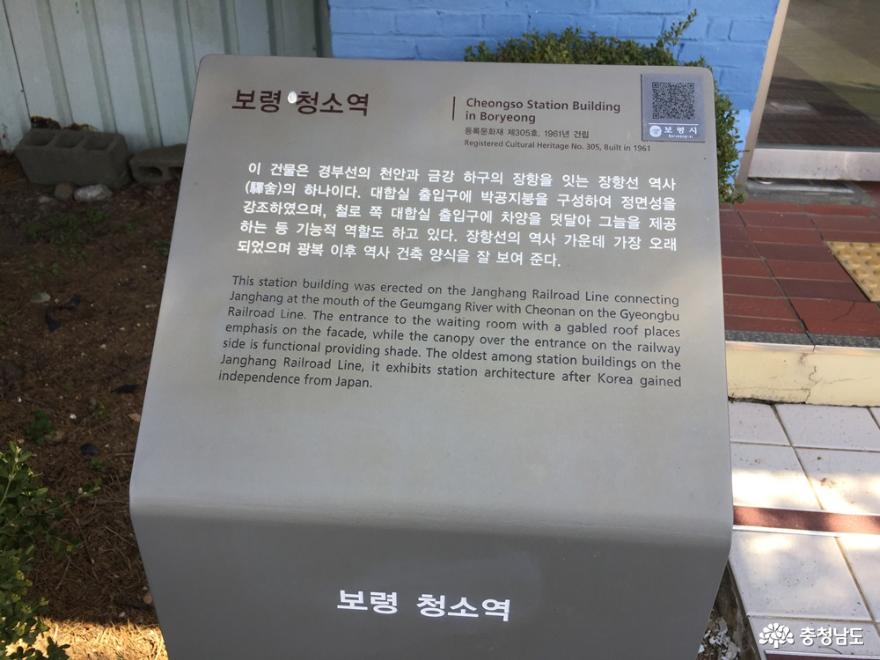 보령 청소역
Cheongso Station Building
in Boryeong
등록문화재 제305호, 1961년 건립
Registered Cultural Heritage No. 305, Built in 1961
보령시
이 건물은 경부선의 천안과 금강 하구의 장항을 잇는 장항선 역사
(驛舍)의 하나이다. 대합실 출입구에 박공지붕을 구성하여 정면성을
강조하였으며, 철로 쪽 대합실 출입구에 차양을 덧달아 그늘을 제공
하는 등 기능적 역할도 하고 있다. 장항선의 역사 가운데 가장 오래
되었으며 광복 이후 역사 건축 양식을 잘 보여 준다.
This station building was erected on the Janghang Railroad Line connecting
Janghang at the mouth of the Geumgang River with Cheonan on the Gyeongbu
Railroad Line. The entrance to the waiting room with a gabled roof places
emphasis on the facade, while the canopy over the entrance on the railway
side is functional providing shade. The oldest among station buildings on the
Janghang Railroad Line, it exhibits station architecture after Korea gained
independence from Japan.
보령 청소역
충청남도